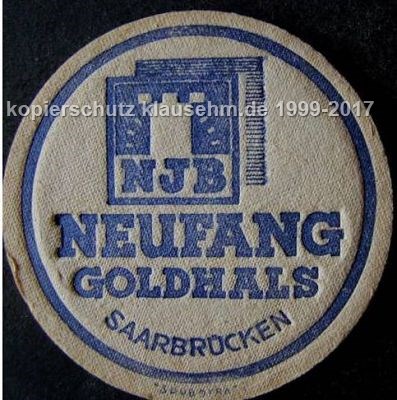 kopierschutz klausehm.de 1999-2017
NJB
NEUFANG
GOLDHALS
SAARBRÜCKEN